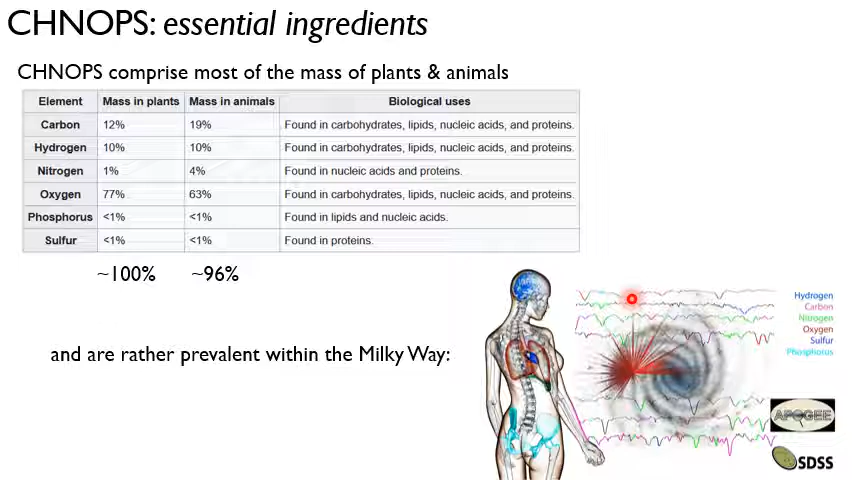 CHNOPS: essential ingredients
CHNOPS comprise most of the mass of plants & animals
Element Mass in plants Mass in animals Biological uses
Carbon 12% 19% Found in carbohydrates, lipids, nucleic acids, and proteins.
Hydrogen 10% 10% Found in carbohydrates, lipids, nucleic acids, and proteins.
Nitrogen 1% 4% Found in nucleic acids and proteins.
Oxygen 77% 63% Found in carbohydrates, lipids, nucleic acids, and proteins.
Phosphorus <1% <1% Found in lipids and nucleic acids.
Sulfur <1% <1% Found in proteins.
~100% ~96%
and are rather prevalent within the Milky Way:
Hydrogen
Carbon
Nitrogen
Oxygen
Sulfur
Phosphorus
APOGEE
SDSS